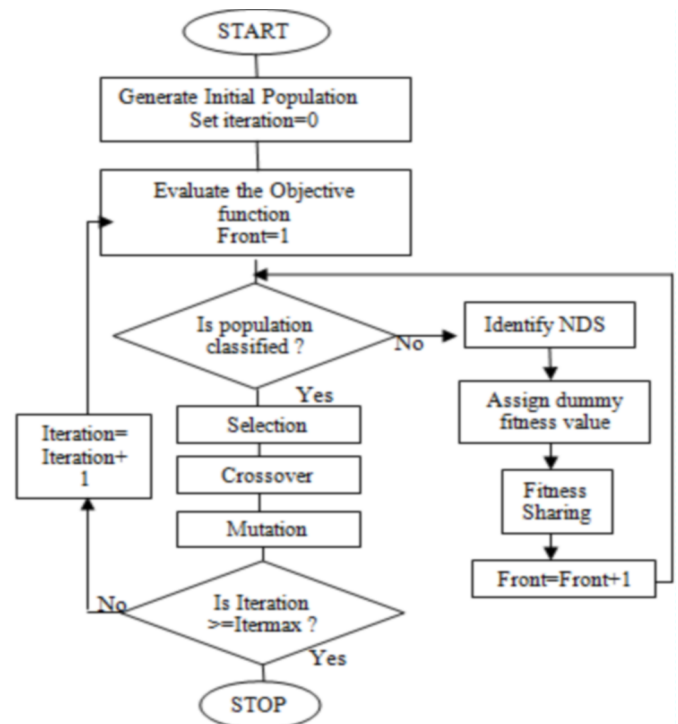 START
Generate Initial Population
Set iteration=0
Evaluate the Objective
function
Front=1
Is population
classified ?
No
Identify NDS
Yes
Assign dummy
fitness value
Selection
Iteration=
Iteration+
1
Crossover
Fitness
Sharing
Mutation
Front=Front+1
No
Is Iteration
>=Itermax ?
Yes
STOP